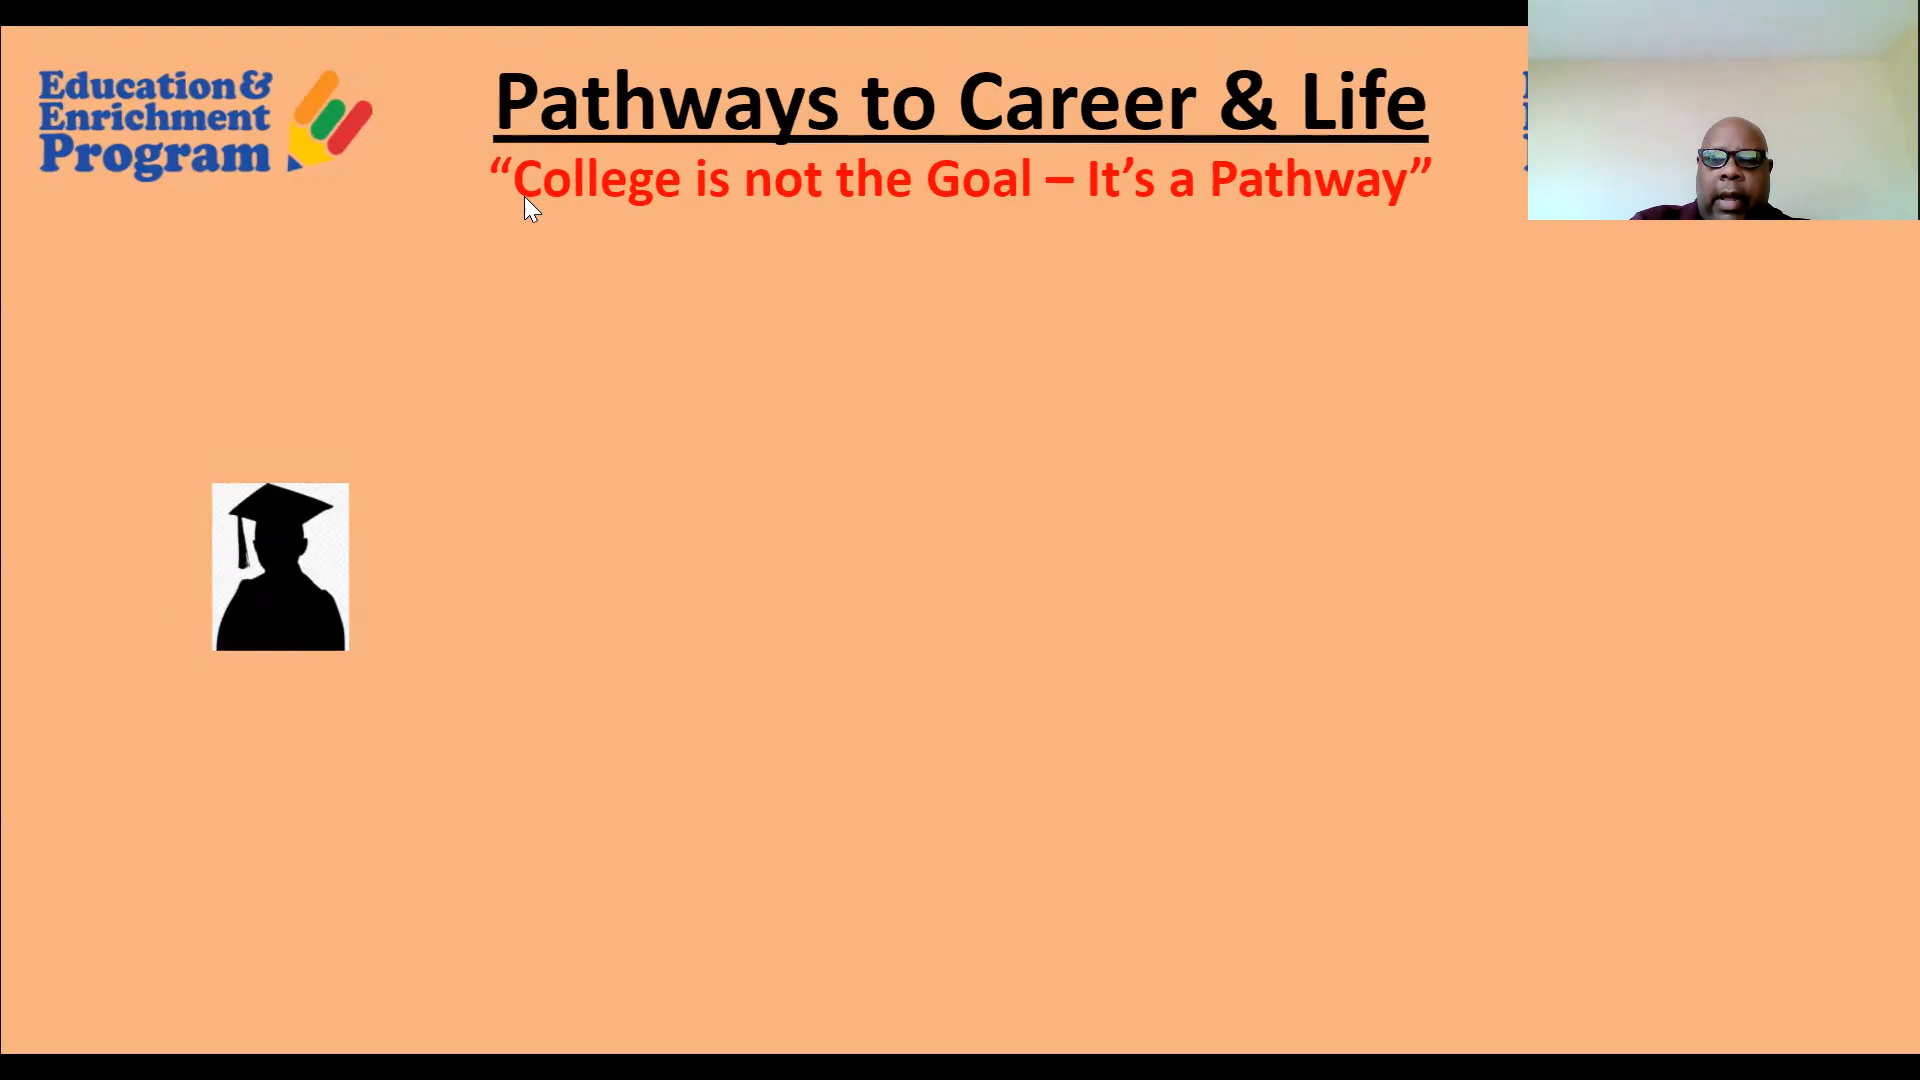 Education&
Enrichment
Program
Pathways to Career & Life
“College is not the Goal – It’s a Pathway”